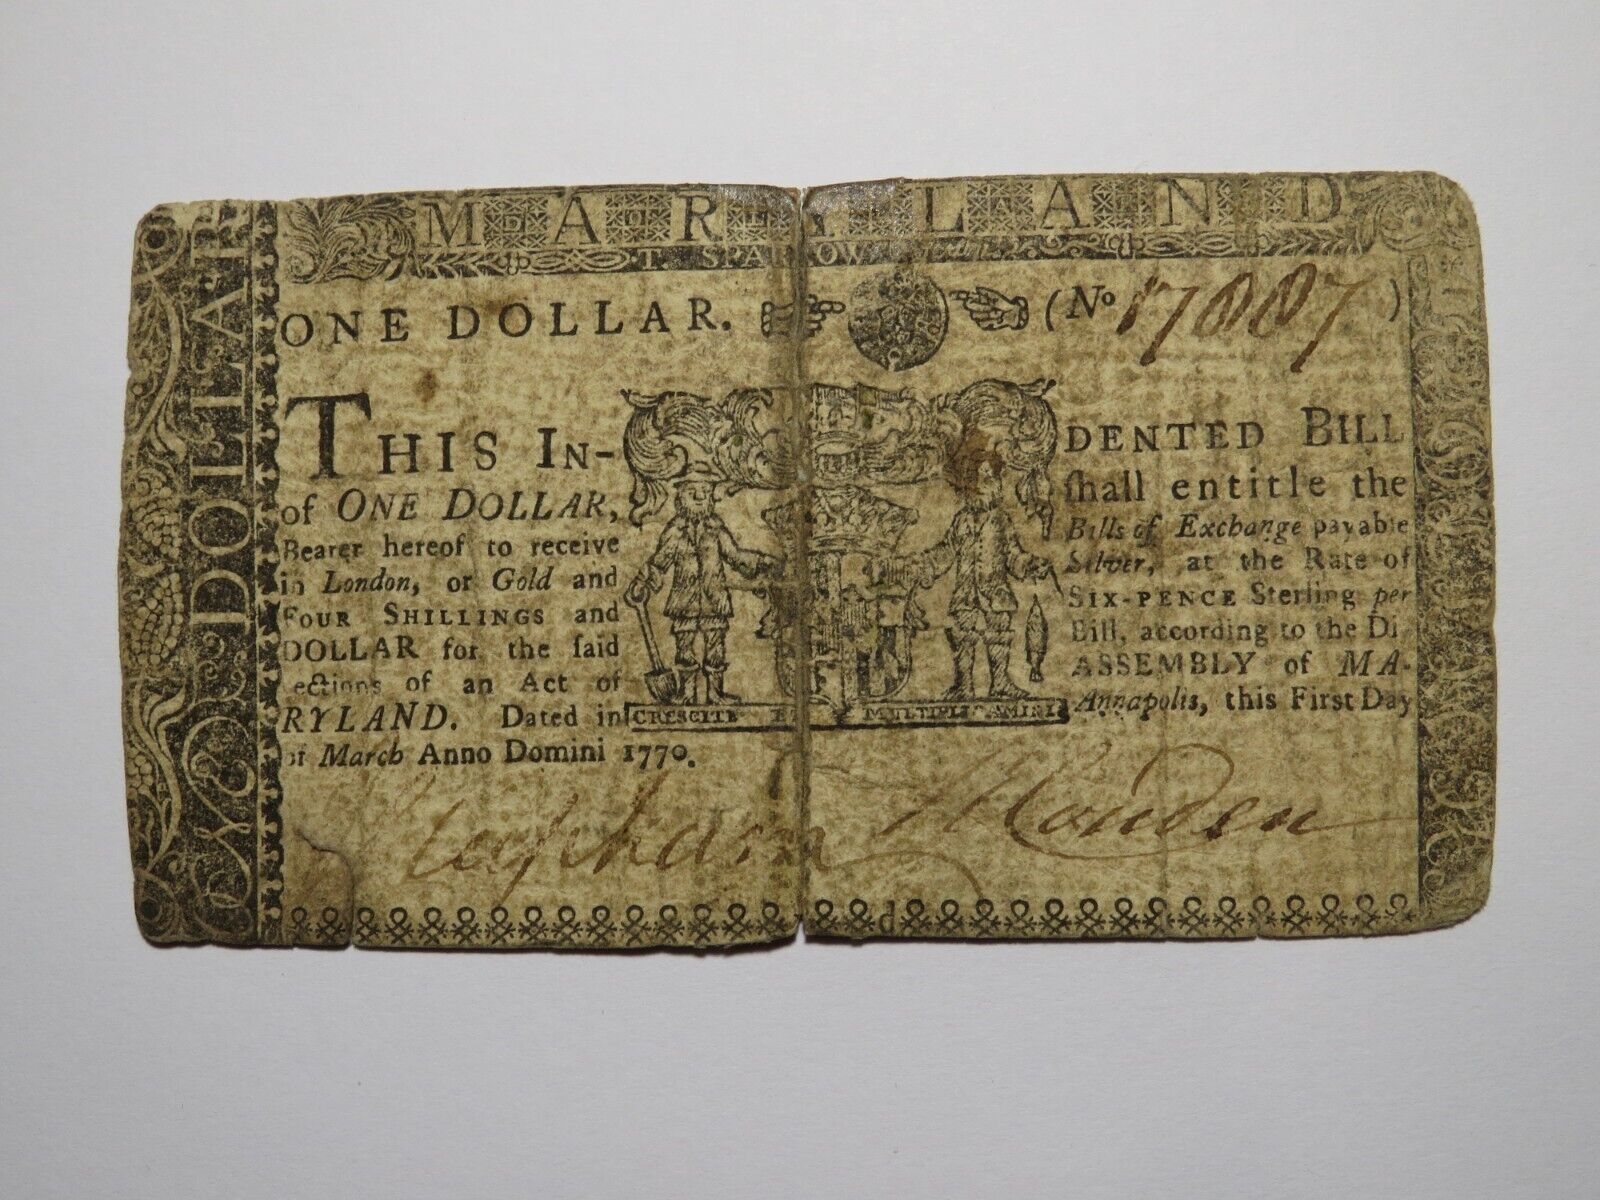 MARYLAND
T. SPARROW
ONE DOLLAR. (No 17007)
THIS IN- DENTED BILL
of ONE DOLLAR, ſhall entitle the
Bearer hereof to receive Bills of Exchange payable
in London, or Gold and Silver, at the Rate of
FOUR SHILLINGS and SIX-PENCE Sterling per
DOLLAR for the ſaid Bill, according to the Di
ections of an Act of ASSEMBLY of MA-
RYLAND. Dated in Annapolis, this First Day
of March Anno Domini 1770.
CRESCITE ET MULTIPLICAMINI
DOLLAR